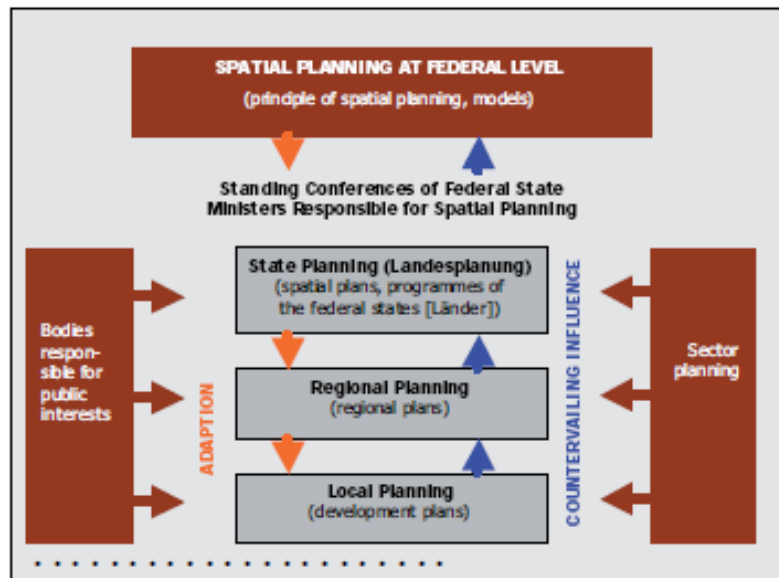 SPATIAL PLANNING AT FEDERAL LEVEL
(principle of spatial planning, models)
Standing Conferences of Federal State
Ministers Responsible for Spatial Planning
State Planning (Landesplanung)
(spatial plans, programmes of
the federal states [Länder])
Bodies
respon-
sible for
public
interests
ADAPTION
Regional Planning
(regional plans)
Local Planning
(development plans)
COUNTERVAILING INFLUENCE
Sector
planning